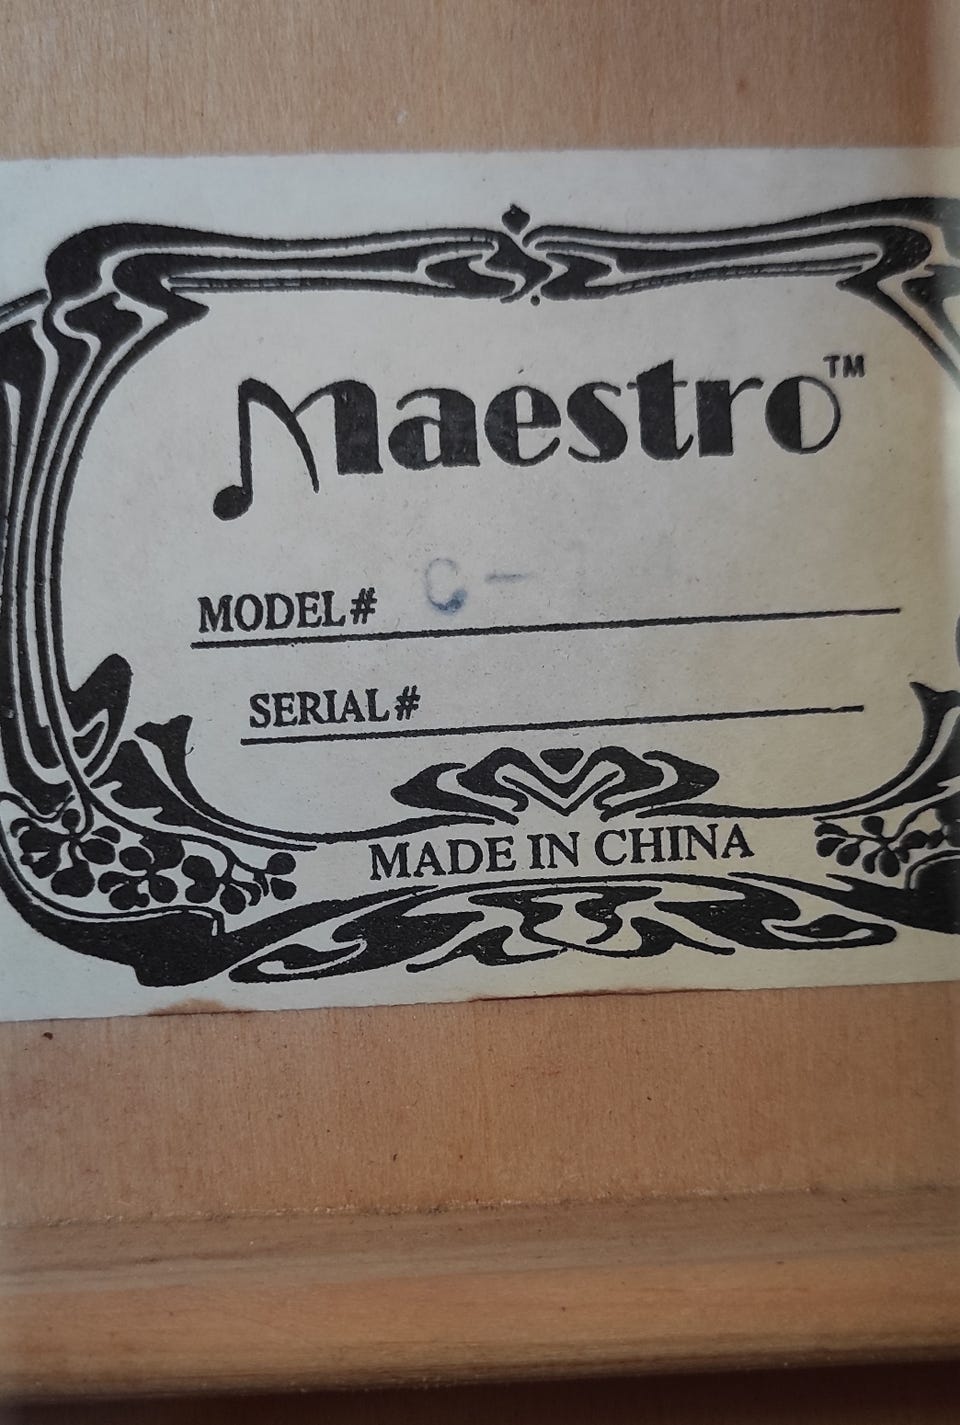 Maestro™
MODEL# C-
SERIAL#
MADE IN CHINA